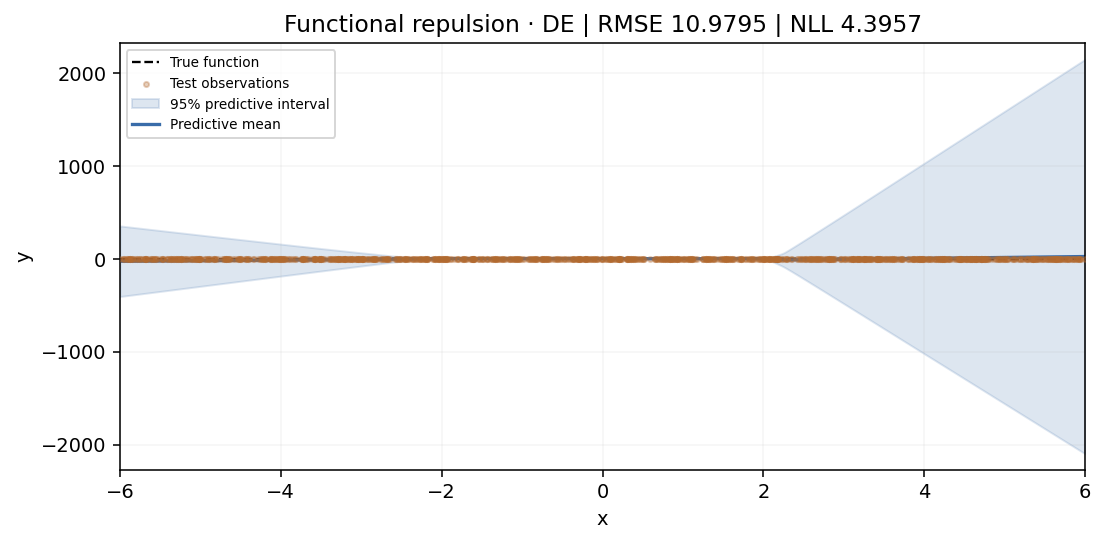 Functional repulsion · DE | RMSE 10.9795 | NLL 4.3957
True function
Test observations
95% predictive interval
Predictive mean
2000
1000
0
−1000
−2000
y
−6
−4
−2
0
2
4
6
x